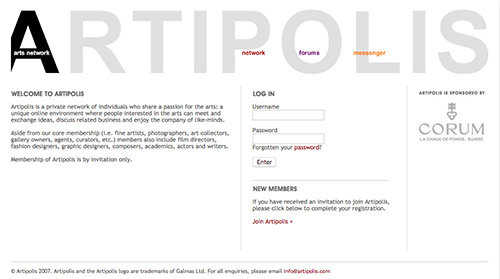 ARTIPOLIS
arts network
network forums messenger
WELCOME TO ARTIPOLIS
Artipolis is a private network of individuals who share a passion for the arts: a
unique online environment where people interested in the arts can meet and
exchange ideas, discuss related business and enjoy the company of like-minds.
Aside from our core membership (i.e. fine artists, photographers, art collectors,
gallery owners, agents, curators, etc.) members also include film directors,
fashion designers, graphic designers, composers, academics, actors and writers.
Membership of Artipolis is by invitation only.
LOG IN
Username
Password
Forgotten your password?
Enter
NEW MEMBERS
If you have received an invitation to join Artipolis,
please click below to complete your registration.
Join Artipolis >
ARTIPOLIS IS SPONSORED BY
CORUM
LA CHAUX-DE-FONDS, SUISSE
© Artipolis 2007. Artipolis and the Artipolis logo are trademarks of Galmas Ltd. For all enquiries, please email info@artipolis.com